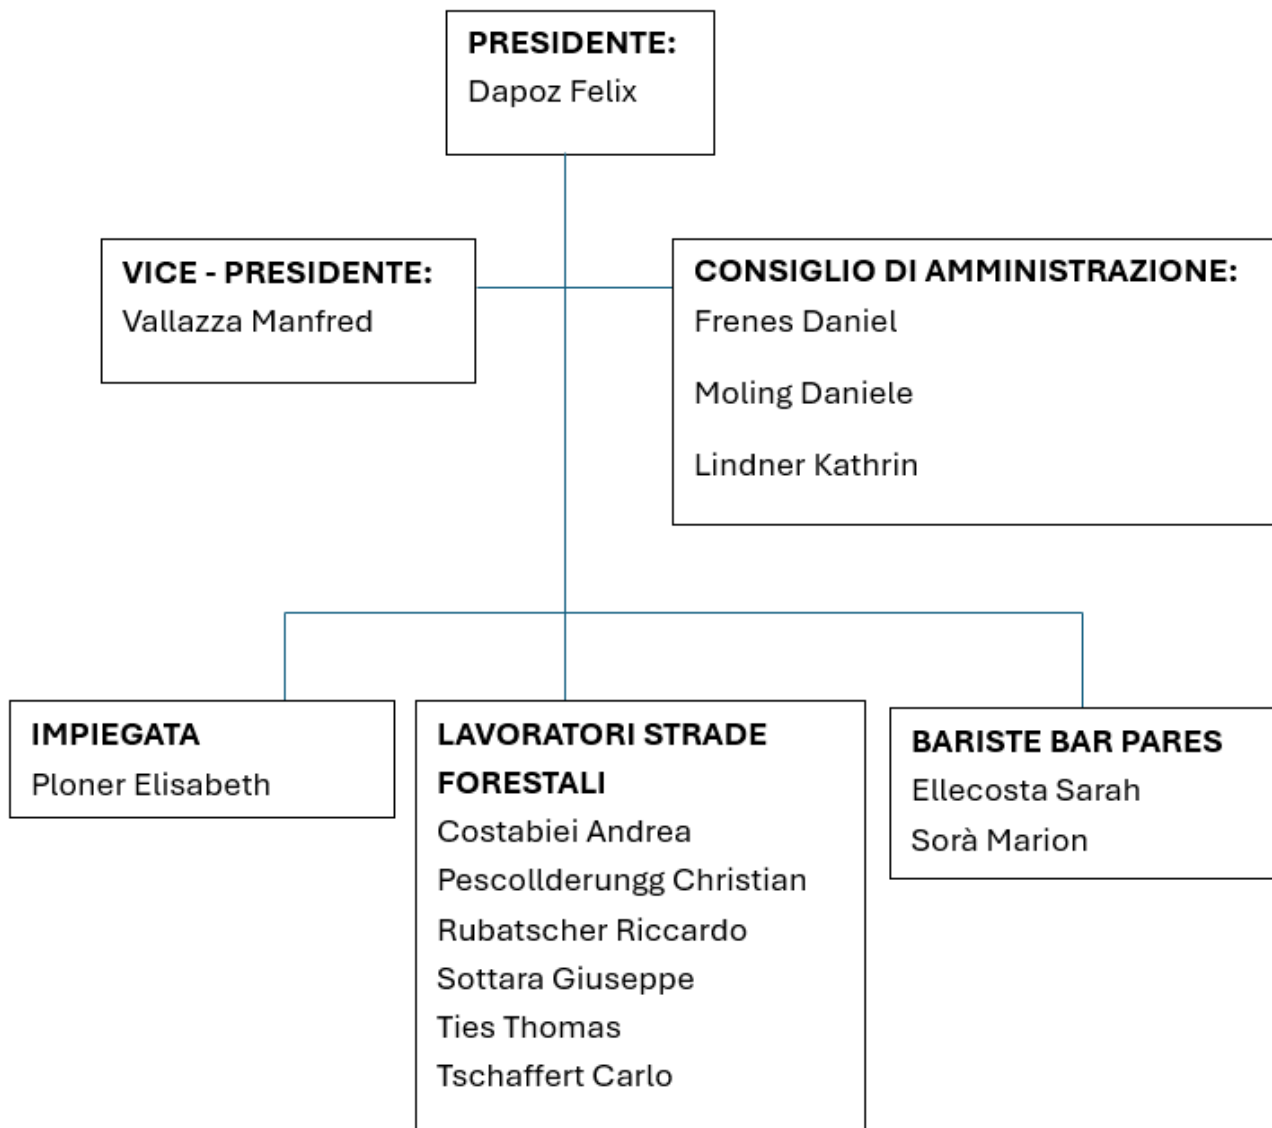 PRESIDENTE:
Dapoz Felix
VICE - PRESIDENTE:
Vallazza Manfred
CONSIGLIO DI AMMINISTRAZIONE:
Frenes Daniel
Moling Daniele
Lindner Kathrin
IMPIEGATA
Ploner Elisabeth
LAVORATORI STRADE
FORESTALI
Costabiei Andrea
Pescollderungg Christian
Rubatscher Riccardo
Sottara Giuseppe
Ties Thomas
Tschaffert Carlo
BARISTE BAR PARES
Ellecosta Sarah
Sorà Marion